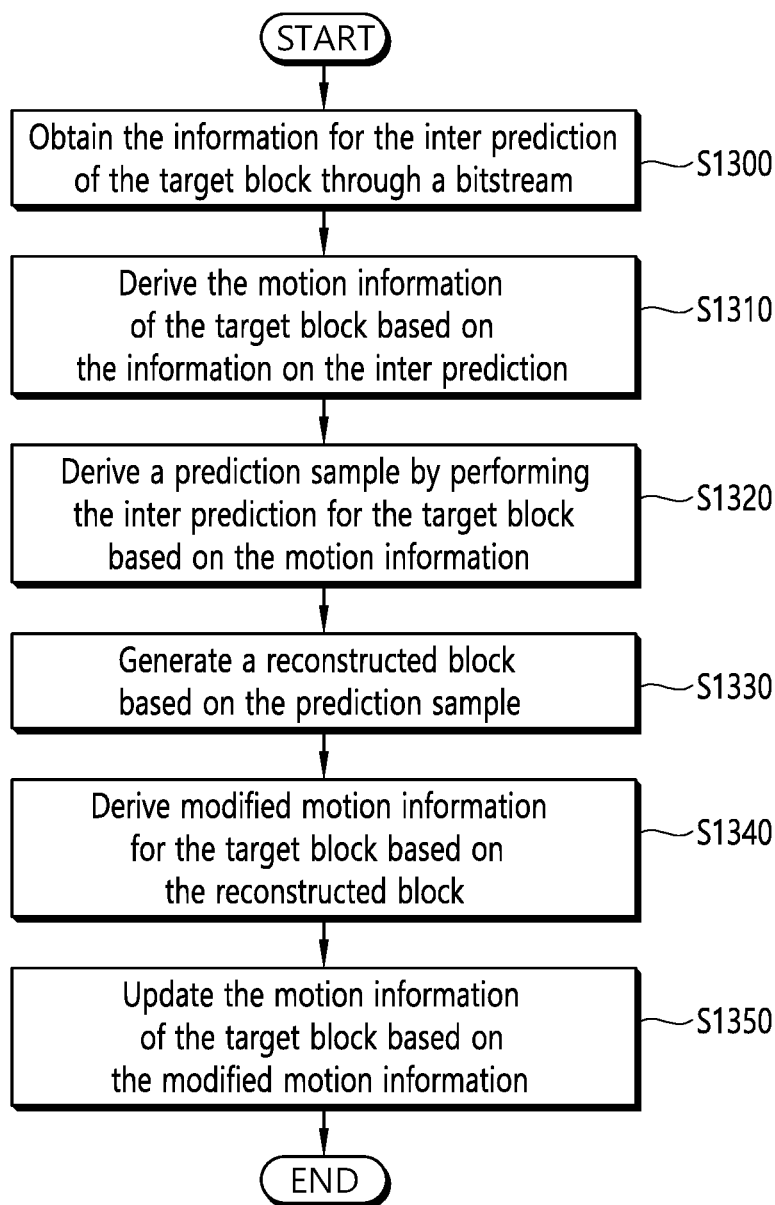 START
Obtain the information for the inter prediction
of the target block through a bitstream
S1300
Derive the motion information
of the target block based on
the information on the inter prediction
S1310
Derive a prediction sample by performing
the inter prediction for the target block
based on the motion information
S1320
Generate a reconstructed block
based on the prediction sample
S1330
Derive modified motion information
for the target block based on
the reconstructed block
S1340
Update the motion information
of the target block based on
the modified motion information
S1350
END